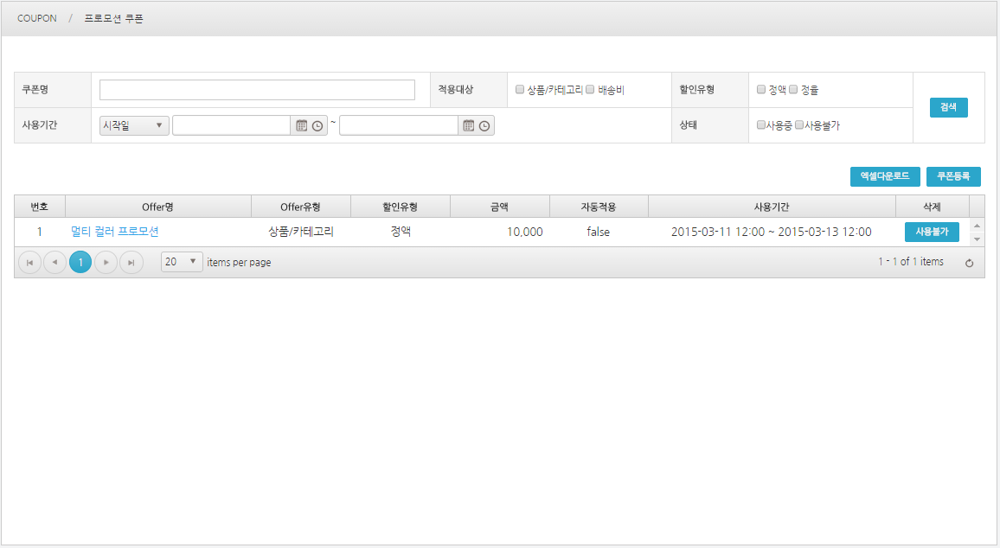 COUPON / 프로모션 쿠폰
쿠폰명 적용대상 상품/카테고리 배송비 할인유형 정액 정율
검색
사용기간 시작일 ~ 상태 사용중 사용불가
엑셀다운로드 쿠폰등록
번호 Offer명 Offer유형 할인유형 금액 자동적용 사용기간 삭제
1 멀티 컬러 프로모션 상품/카테고리 정액 10,000 false 2015-03-11 12:00 ~ 2015-03-13 12:00 사용불가
1 20 items per page 1 - 1 of 1 items